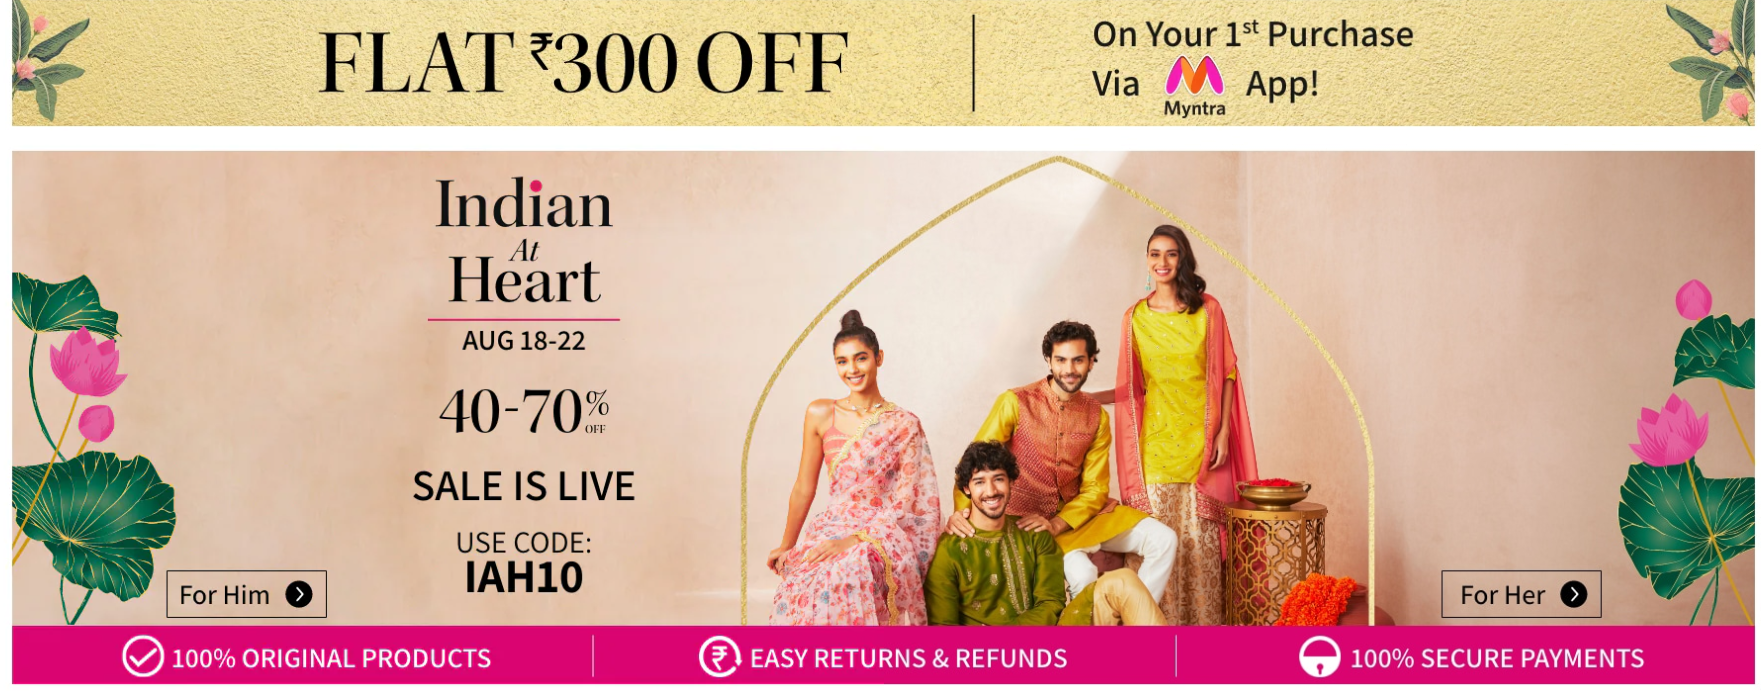 FLAT ₹300 OFF
On Your 1st Purchase
Via Myntra App!
Indian
At
Heart
AUG 18-22
40-70% OFF
SALE IS LIVE
USE CODE:
IAH10
For Him
For Her
100% ORIGINAL PRODUCTS
EASY RETURNS & REFUNDS
100% SECURE PAYMENTS